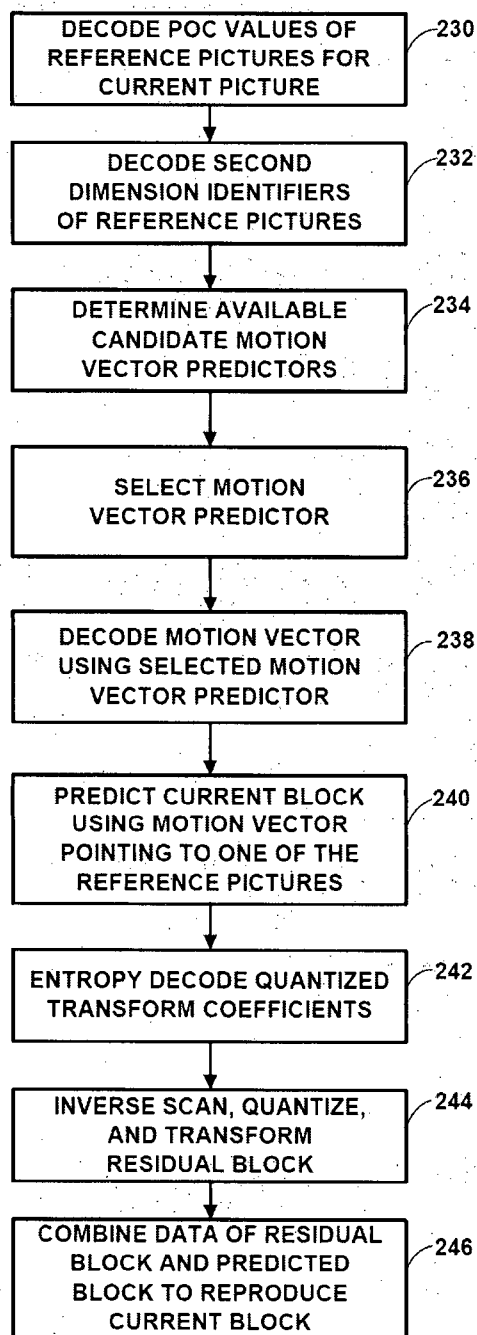 DECODE POC VALUES OF
REFERENCE PICTURES FOR
CURRENT PICTURE
230
DECODE SECOND
DIMENSION IDENTIFIERS
OF REFERENCE PICTURES
232
DETERMINE AVAILABLE
CANDIDATE MOTION
VECTOR PREDICTORS
234
SELECT MOTION
VECTOR PREDICTOR
236
DECODE MOTION VECTOR
USING SELECTED MOTION
VECTOR PREDICTOR
238
PREDICT CURRENT BLOCK
USING MOTION VECTOR
POINTING TO ONE OF THE
REFERENCE PICTURES
240
ENTROPY DECODE QUANTIZED
TRANSFORM COEFFICIENTS
242
INVERSE SCAN, QUANTIZE,
AND TRANSFORM
RESIDUAL BLOCK
244
COMBINE DATA OF RESIDUAL
BLOCK AND PREDICTED
BLOCK TO REPRODUCE
CURRENT BLOCK
246